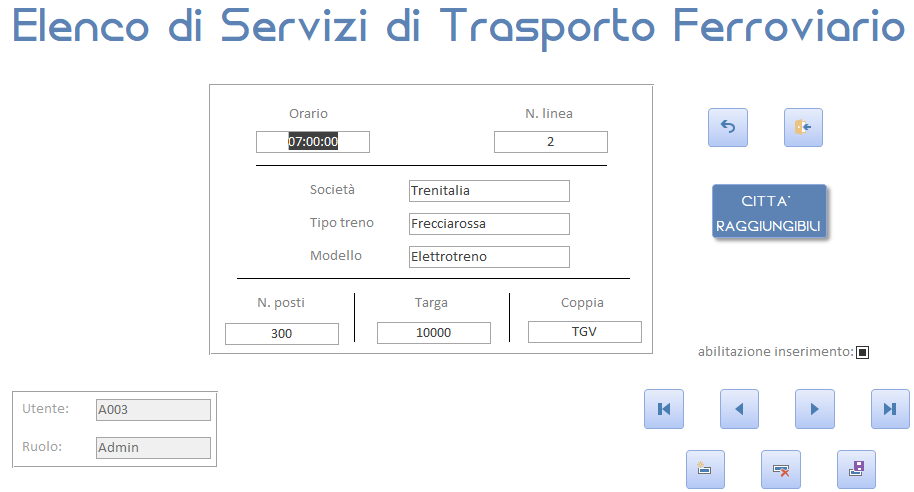 Elenco di Servizi di Trasporto Ferroviario
Orario
N. linea
07:00:00
2
Società
Trenitalia
Tipo treno
Frecciarossa
Modello
Elettrotreno
N. posti
Targa
Coppia
300
10000
TGV
CITTA'
RAGGIUNGIBILI
abilitazione inserimento:
Utente:
A003
Ruolo:
Admin